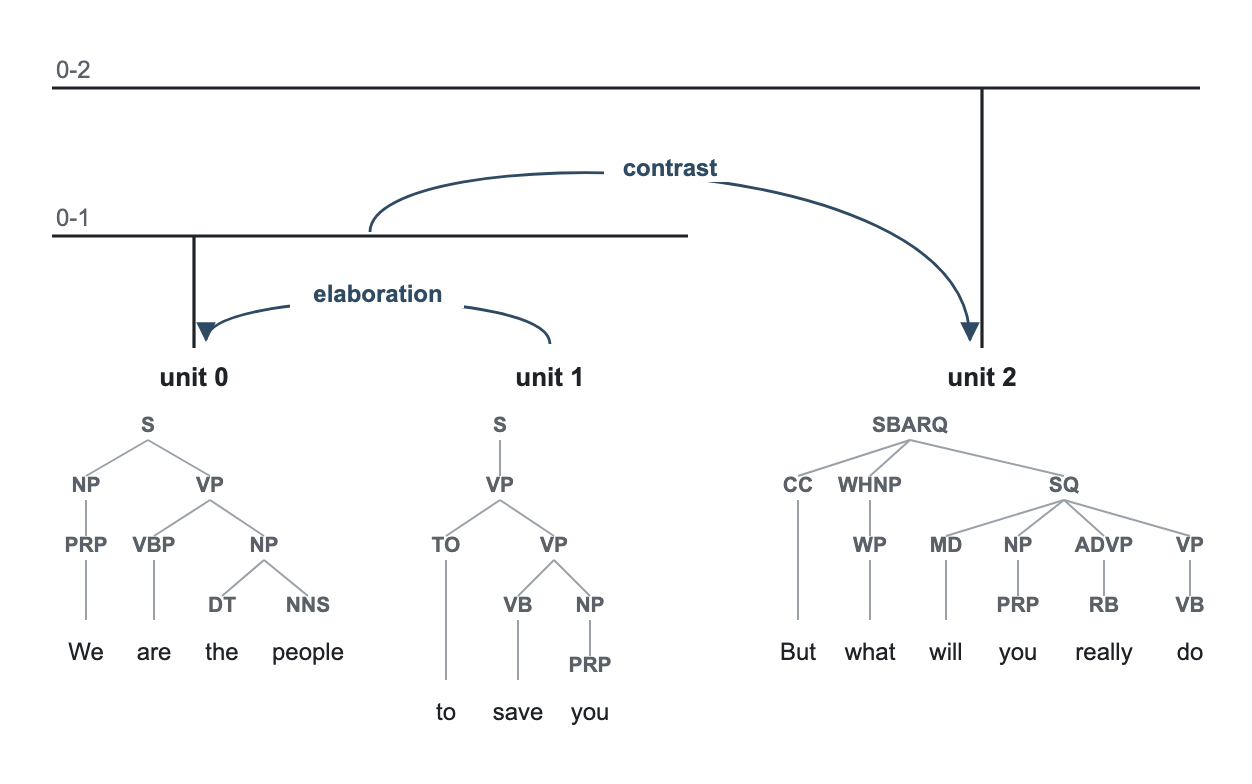 0-2
contrast
0-1
elaboration
unit 0 unit 1 unit 2
S S SBARQ
NP VP VP CC WHNP SQ
PRP VBP NP TO VP WP MD NP ADVP VP
DT NNS VB NP PRP RB VB
We are the people PRP But what will you really do
to save you